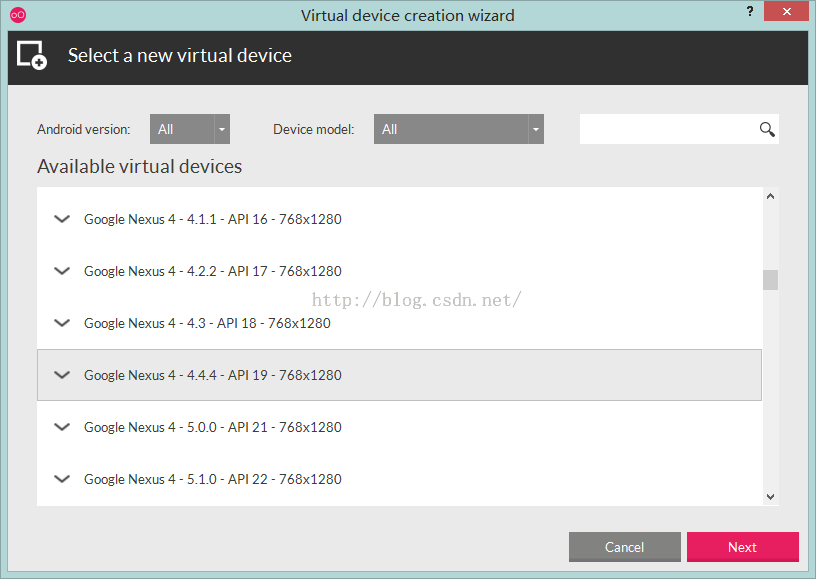 Virtual device creation wizard
?
Select a new virtual device
Android version: All Device model: All
Available virtual devices
Google Nexus 4 - 4.1.1 - API 16 - 768x1280
Google Nexus 4 - 4.2.2 - API 17 - 768x1280
http://blog.csdn.net/
Google Nexus 4 - 4.3 - API 18 - 768x1280
Google Nexus 4 - 4.4.4 - API 19 - 768x1280
Google Nexus 4 - 5.0.0 - API 21 - 768x1280
Google Nexus 4 - 5.1.0 - API 22 - 768x1280
Cancel Next